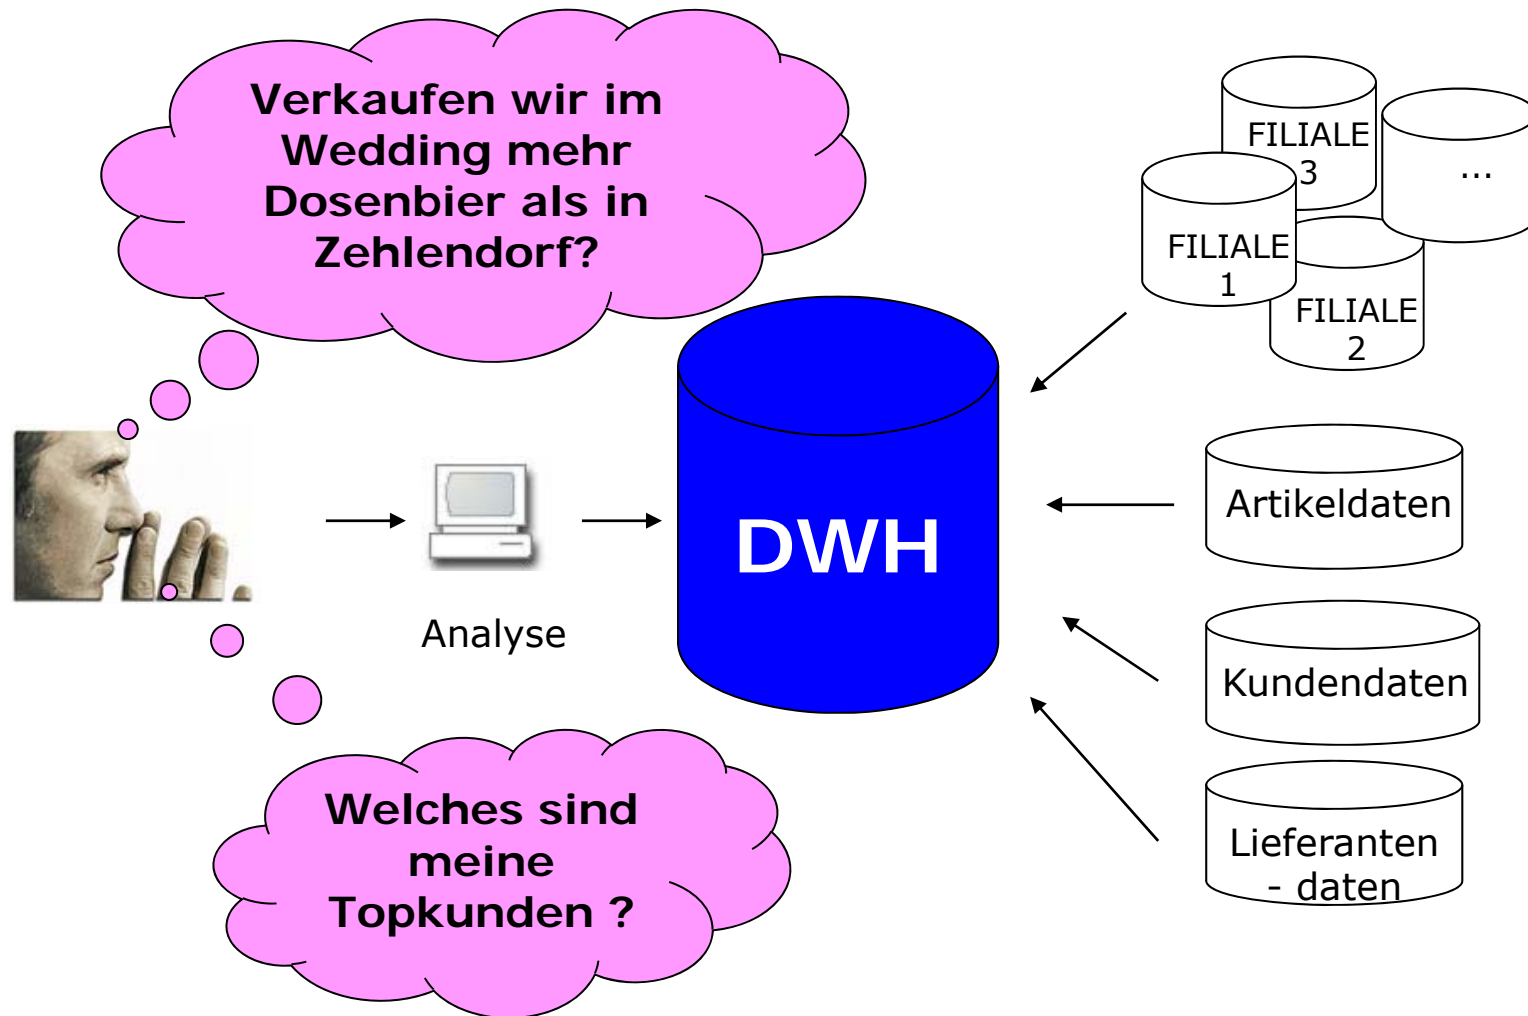 Verkaufen wir im
Wedding mehr
Dosenbier als in
Zehlendorf?
FILIALE
3
...
FILIALE
1
FILIALE
2
DWH
Analyse
Artikeldaten
Kundendaten
Lieferanten
- daten
Welches sind
meine
Topkunden ?